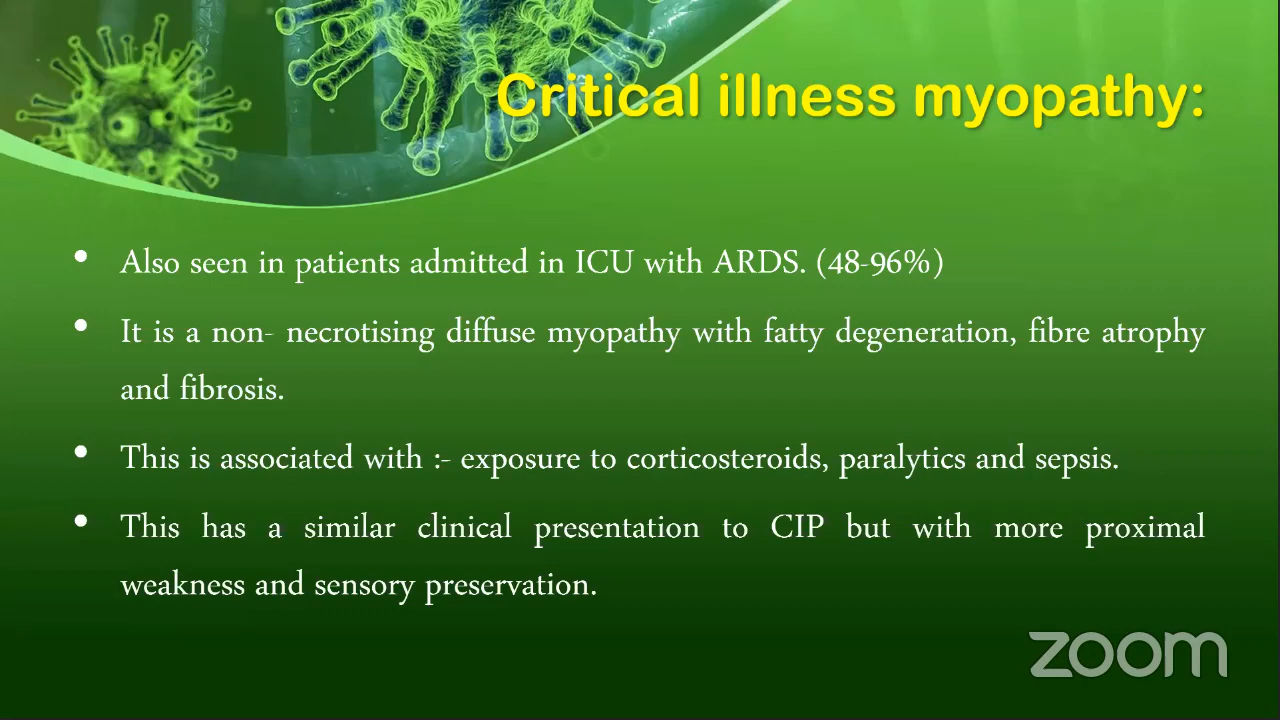 Critical illness myopathy:
• Also seen in patients admitted in ICU with ARDS. (48-96%)
• It is a non- necrotising diffuse myopathy with fatty degeneration, fibre atrophy
and fibrosis.
• This is associated with :- exposure to corticosteroids, paralytics and sepsis.
• This has a similar clinical presentation to CIP but with more proximal
weakness and sensory preservation.
zoom